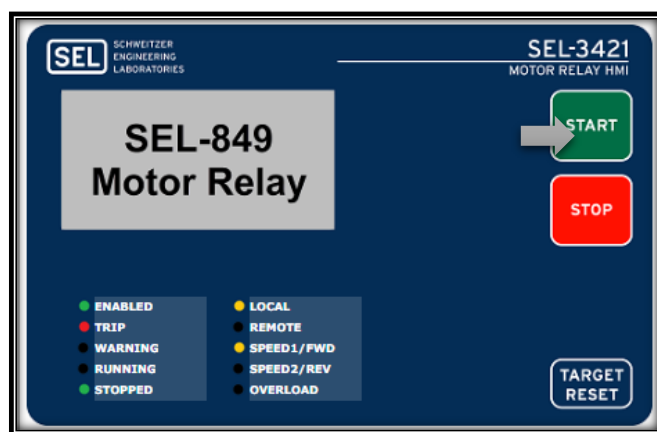 SEL
SCHWEITZER
ENGINEERING
LABORATORIES
SEL-3421
MOTOR RELAY HMI
SEL-849
Motor Relay
START
STOP
ENABLED
TRIP
WARNING
RUNNING
STOPPED
LOCAL
REMOTE
SPEED1/FWD
SPEED2/REV
OVERLOAD
TARGET
RESET